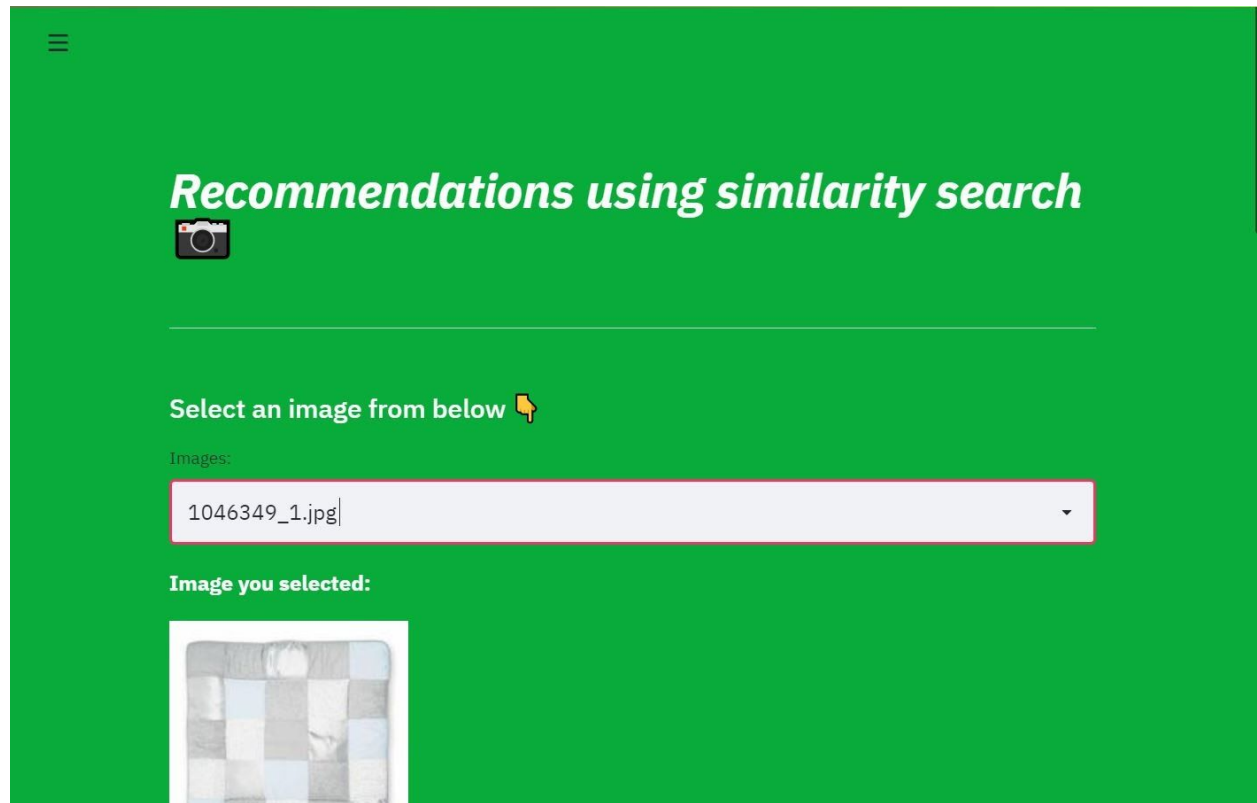 Recommendations using similarity search
Select an image from below
Images:
1046349_1.jpg
Image you selected: